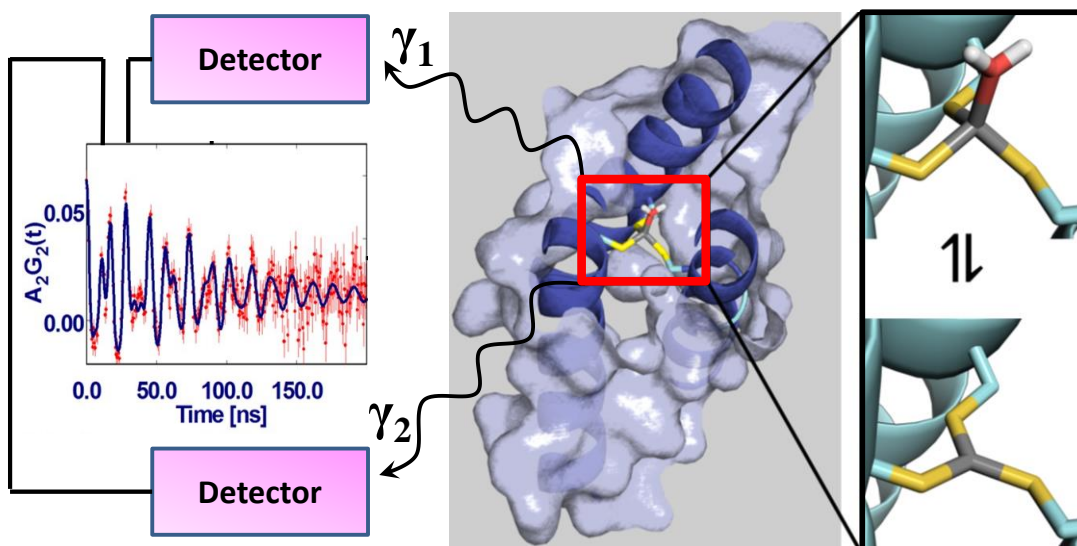 Detector
γ1
0.05
0.00
A2G2(t)
0.0 50.0 100.0 150.0
Time [ns]
γ2
Detector